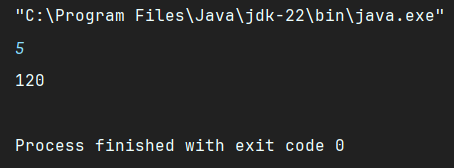 "C:\Program Files\Java\jdk-22\bin\java.exe"
5
120
Process finished with exit code 0